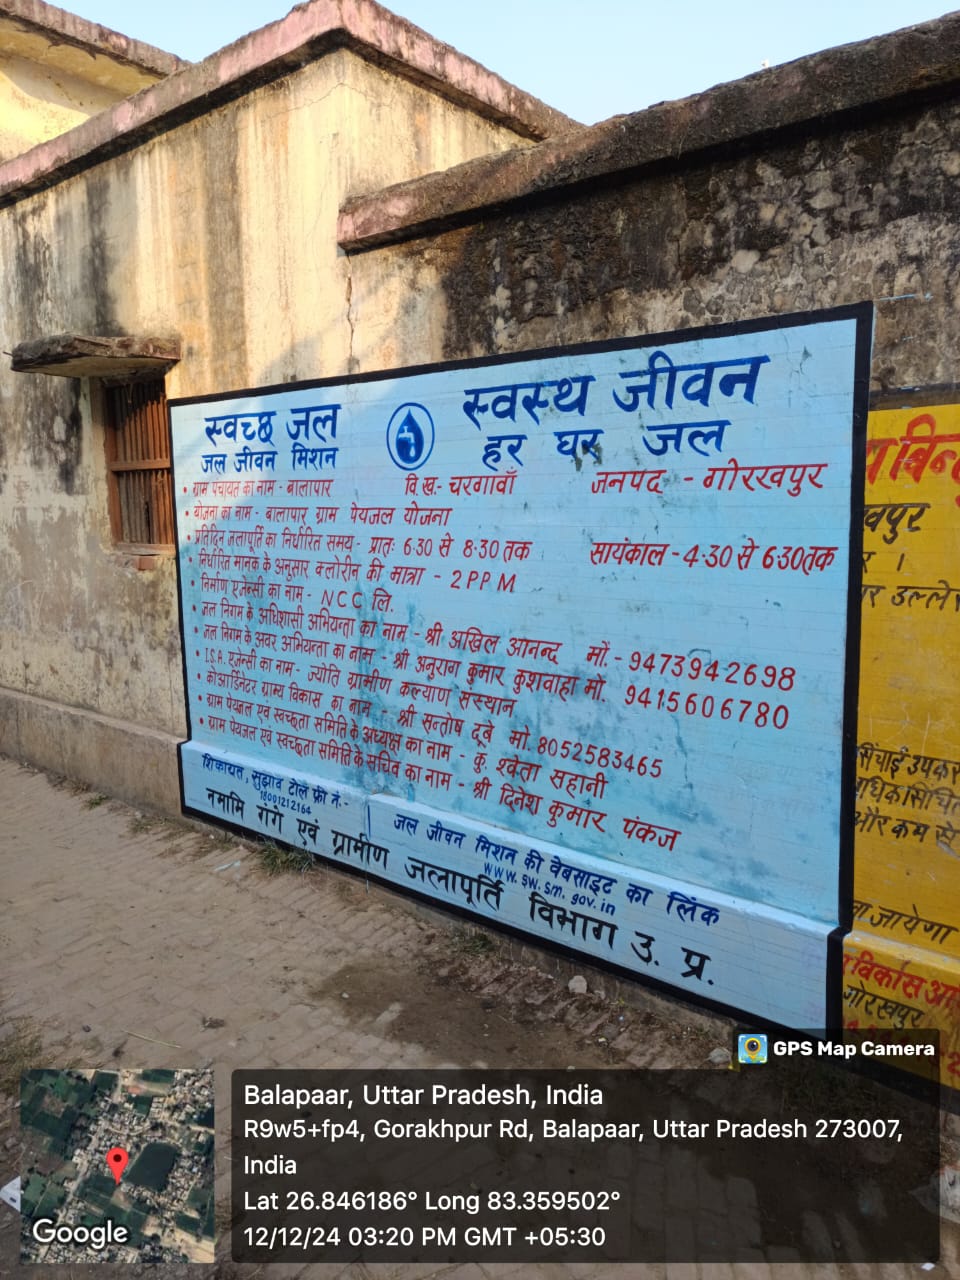 स्वच्छ जल
जल जीवन मिशन
स्वस्थ जीवन
हर घर जल
• ग्राम पंचायत का नाम - बालापार वि.ख.- चरगावाँ जनपद - गोरखपुर
• योजना का नाम - बालापार ग्राम पेयजल योजना
• प्रतिदिन जलापूर्ति का निर्धारित समय - प्रातः 6:30 से 8:30 तक सायंकाल - 4:30 से 6:30 तक
• निर्धारित मानक के अनुसार क्लोरीन की मात्रा - 2 PPM
• निर्माण एजेन्सी का नाम - NCC लि.
• जल निगम के अधिशासी अभियन्ता का नाम - श्री अखिल आनन्द मों.- 9473942698
• जल निगम के अवर अभियन्ता का नाम - श्री अनुराग कुमार कुशवाहा मों. 9415606780
• I.S.A. एजेन्सी का नाम- ज्योति ग्रामीण कल्याण संस्थान
• कोआर्डिनेटर ग्राम्य विकास का नाम - श्री सन्तोष दूबे मो. 8052583465
• ग्राम पेयजल एवं स्वच्छता समिति के अध्यक्ष का नाम - कु. श्वेता सहानी
• ग्राम पेयजल एवं स्वच्छता समिति के सचिव का नाम - श्री दिनेश कुमार पंकज
शिकायत, सुझाव टोल फ्री नं.-
18001212164
जल जीवन मिशन की वेबसाइट का लिंक
www.sw.sm.gov.in
नमामि गंगे एवं ग्रामीण जलापूर्ति विभाग उ. प्र.
सिंचाई
और कम से
जायेगा
गोरखपुर
GPS Map Camera
Balapaar, Uttar Pradesh, India
R9w5+fp4, Gorakhpur Rd, Balapaar, Uttar Pradesh 273007,
India
Lat 26.846186° Long 83.359502°
12/12/24 03:20 PM GMT +05:30
Google